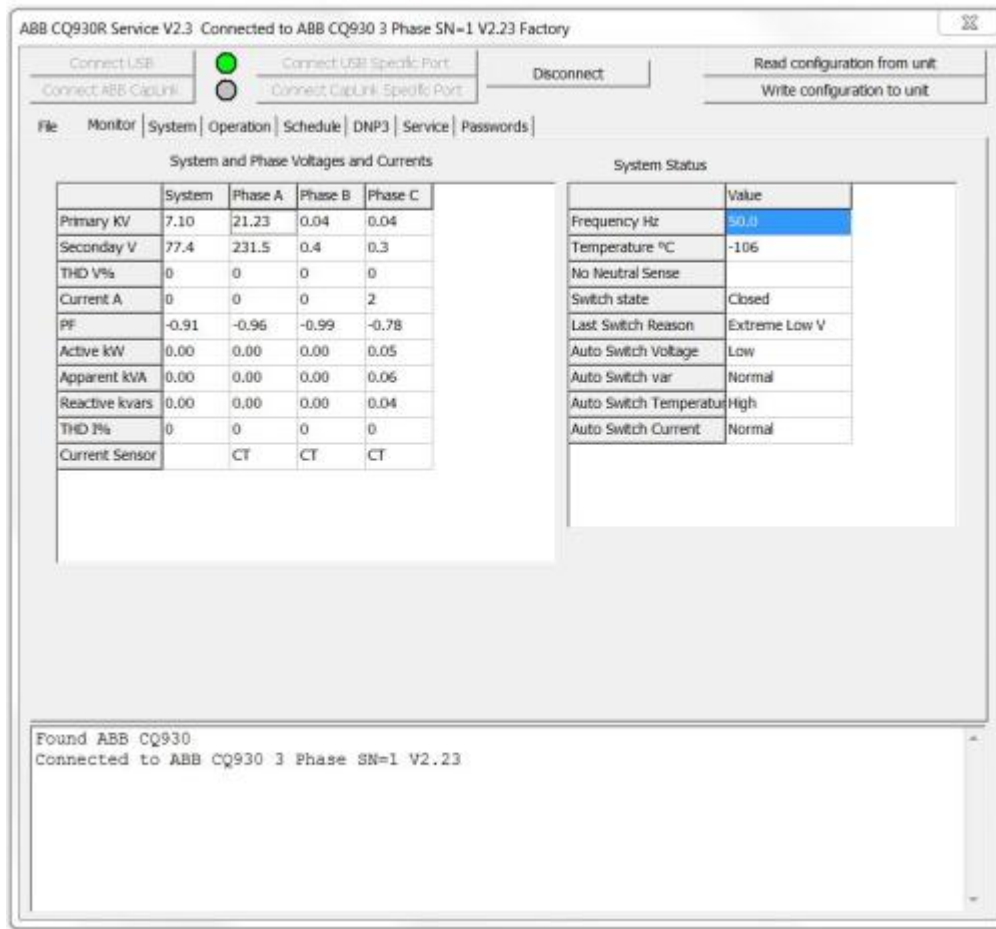 ABB CQ930R Service V2.3 Connected to ABB CQ930 3 Phase SN=1 V2.23 Factory
Connect USB Connect USB Specific Port Disconnect Read configuration from unit
Connect ABB CapLink Connect CapLink Specific Port Write configuration to unit
File Monitor System Operation Schedule DNP3 Service Passwords
System and Phase Voltages and Currents
System Phase A Phase B Phase C
Primary KV 7.10 21.23 0.04 0.04
Seconday V 77.4 231.5 0.4 0.3
THD V% 0 0 0 0
Current A 0 0 0 2
PF -0.91 -0.96 -0.99 -0.78
Active kW 0.00 0.00 0.00 0.05
Apparent kVA 0.00 0.00 0.00 0.06
Reactive kvars 0.00 0.00 0.00 0.04
THD I% 0 0 0 0
Current Sensor CT CT CT
System Status
Value
Frequency Hz 50.0
Temperature ºC -106
No Neutral Sense
Switch state Closed
Last Switch Reason Extreme Low V
Auto Switch Voltage Low
Auto Switch var Normal
Auto Switch Temperatur High
Auto Switch Current Normal
Found ABB CQ930
Connected to ABB CQ930 3 Phase SN=1 V2.23